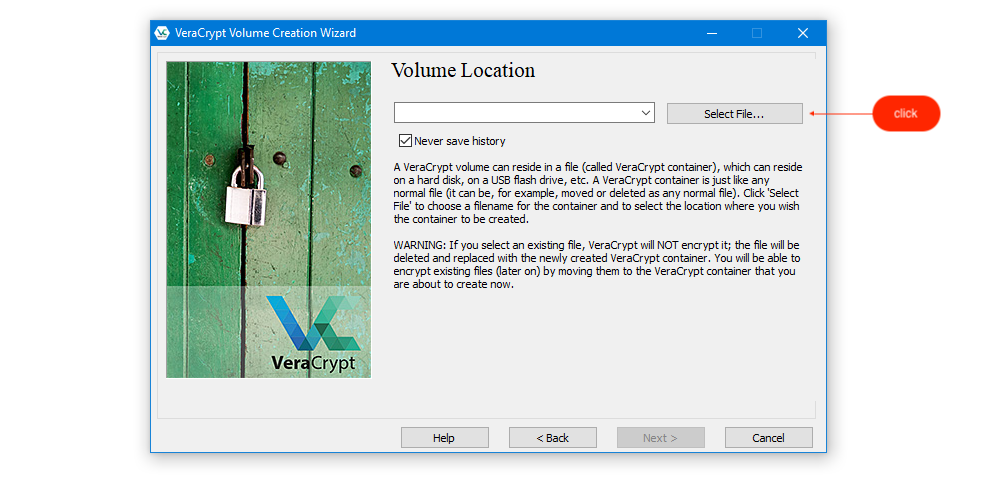 VeraCrypt Volume Creation Wizard
Volume Location
Select File...
click
Never save history
A VeraCrypt volume can reside in a file (called VeraCrypt container), which can reside
on a hard disk, on a USB flash drive, etc. A VeraCrypt container is just like any
normal file (it can be, for example, moved or deleted as any normal file). Click 'Select
File' to choose a filename for the container and to select the location where you wish
the container to be created.
WARNING: If you select an existing file, VeraCrypt will NOT encrypt it; the file will be
deleted and replaced with the newly created VeraCrypt container. You will be able to
encrypt existing files (later on) by moving them to the VeraCrypt container that you
are about to create now.
VeraCrypt
Help
< Back
Next >
Cancel